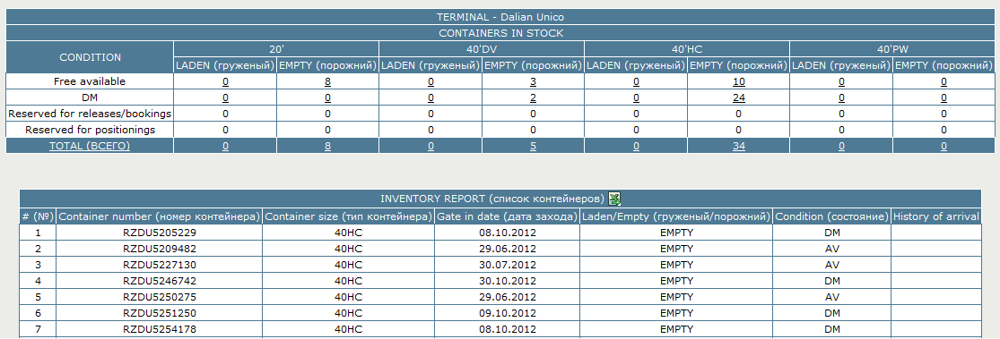 TERMINAL - Dalian Unico
CONTAINERS IN STOCK
CONDITION 20' 40'DV 40'HC 40'PW
LADEN (груженый) EMPTY (порожний) LADEN (груженый) EMPTY (порожний) LADEN (груженый) EMPTY (порожний) LADEN (груженый) EMPTY (порожний)
Free available 0 8 0 3 0 10 0 0
DM 0 0 0 2 0 24 0 0
Reserved for releases/bookings 0 0 0 0 0 0 0 0
Reserved for positionings 0 0 0 0 0 0 0 0
TOTAL (ВСЕГО) 0 8 0 5 0 34 0 0
INVENTORY REPORT (список контейнеров)
# (№) Container number (номер контейнера) Container size (тип контейнера) Gate in date (дата захода) Laden/Empty (груженый/порожний) Condition (состояние) History of arrival
1 RZDU5205229 40HC 08.10.2012 EMPTY DM
2 RZDU5209482 40HC 29.06.2012 EMPTY AV
3 RZDU5227130 40HC 30.07.2012 EMPTY AV
4 RZDU5246742 40HC 30.10.2012 EMPTY DM
5 RZDU5250275 40HC 29.06.2012 EMPTY AV
6 RZDU5251250 40HC 09.10.2012 EMPTY DM
7 RZDU5254178 40HC 08.10.2012 EMPTY DM